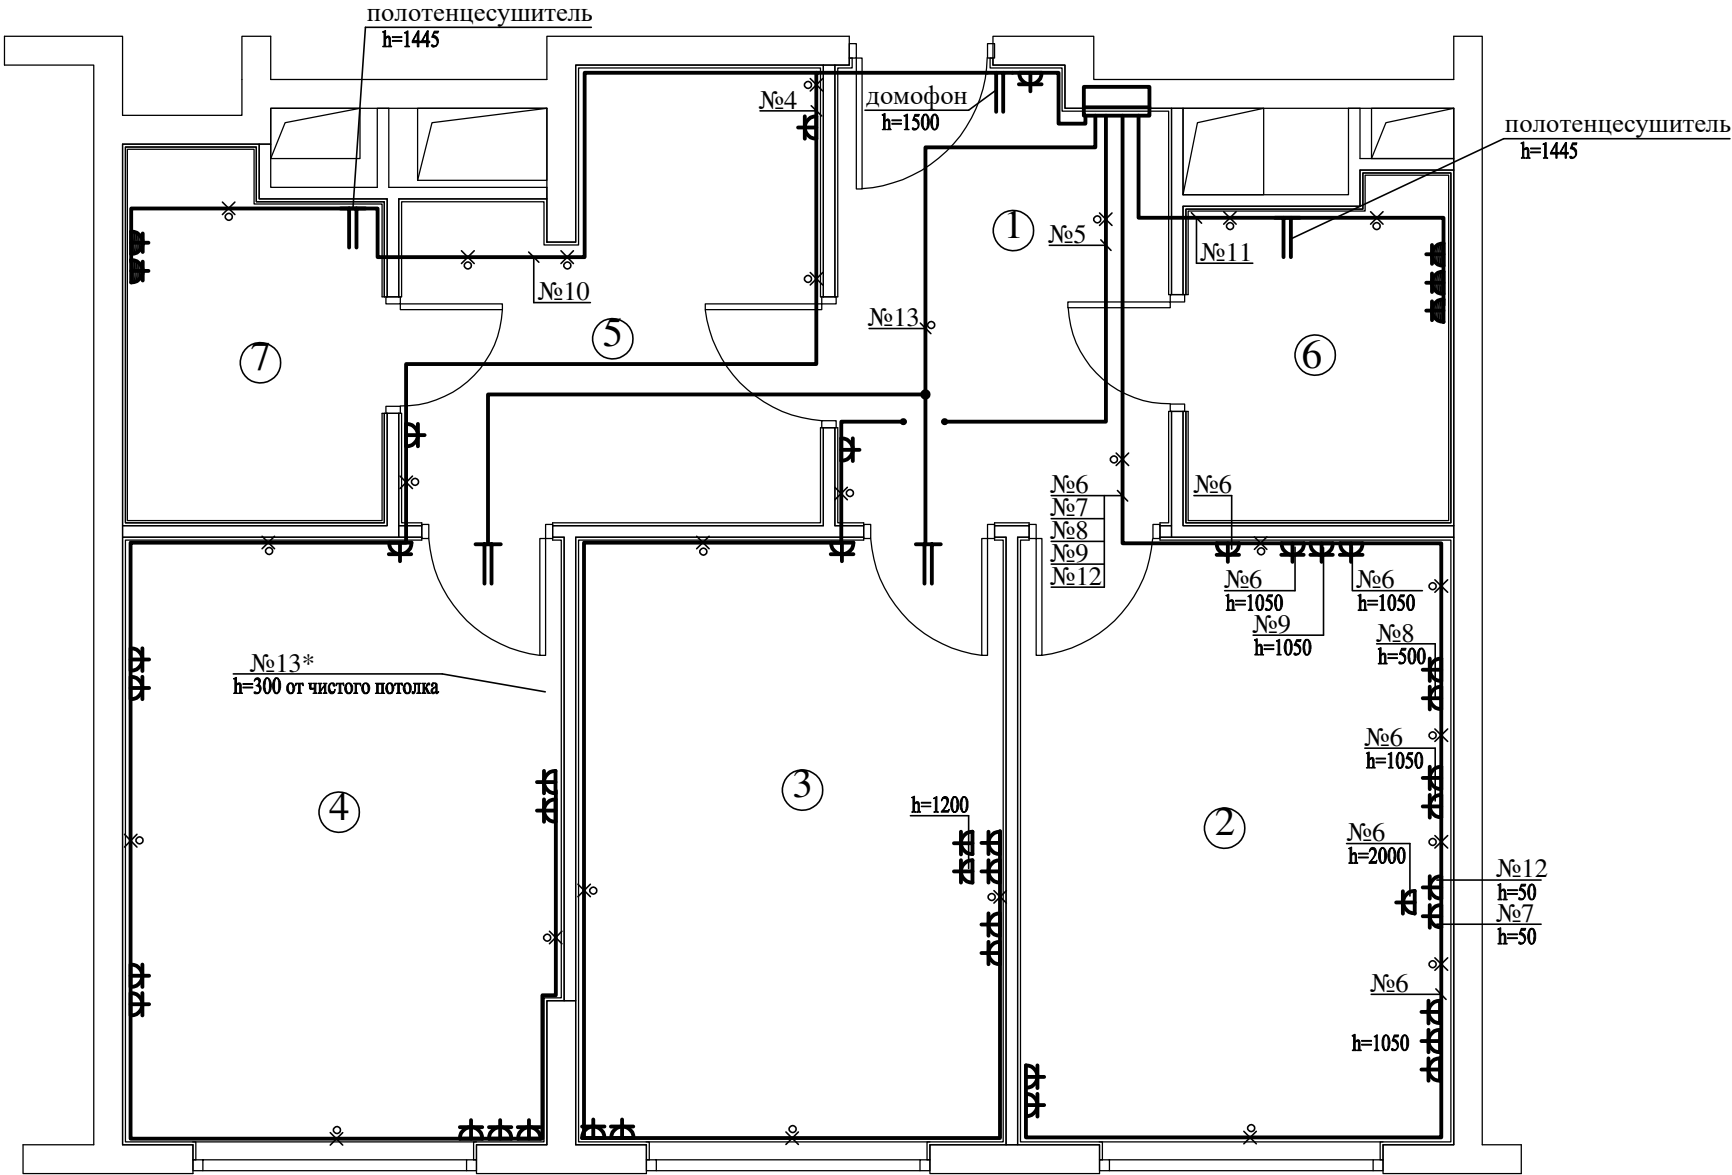 полотенцесушитель
h=1445
№4
домофон
h=1500
полотенцесушитель
h=1445
1
№5
№11
№10
№13
5
7
6
№6
№7
№8
№9
№12
№6
№6
h=1050
№6
h=1050
№9
h=1050
№8
h=500
№13*
h=300 от чистого потолка
№6
h=1050
4
3
h=1200
2
№6
h=2000
№12
h=50
№7
h=50
№6
h=1050